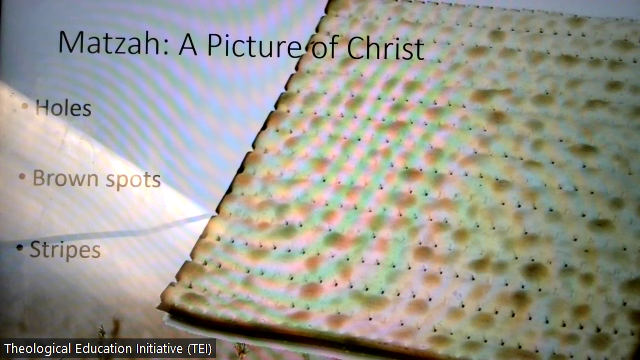 Matzah: A Picture of Christ
• Holes
• Brown spots
• Stripes
Theological Education Initiative (TEI)